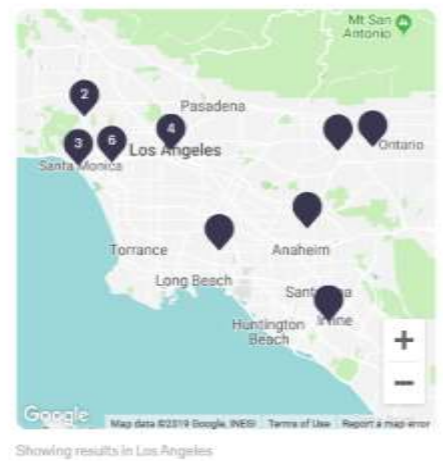 Mt San
Antonio
2
Pasadena
4
3
6
Los Angeles
Ontario
Santa Monica
Torrance
Anaheim
Long Beach
Huntington
Beach
+
−
Google
Map data ©2019 Google, INEGI Terms of Use Report a map error
Showing results in Los Angeles